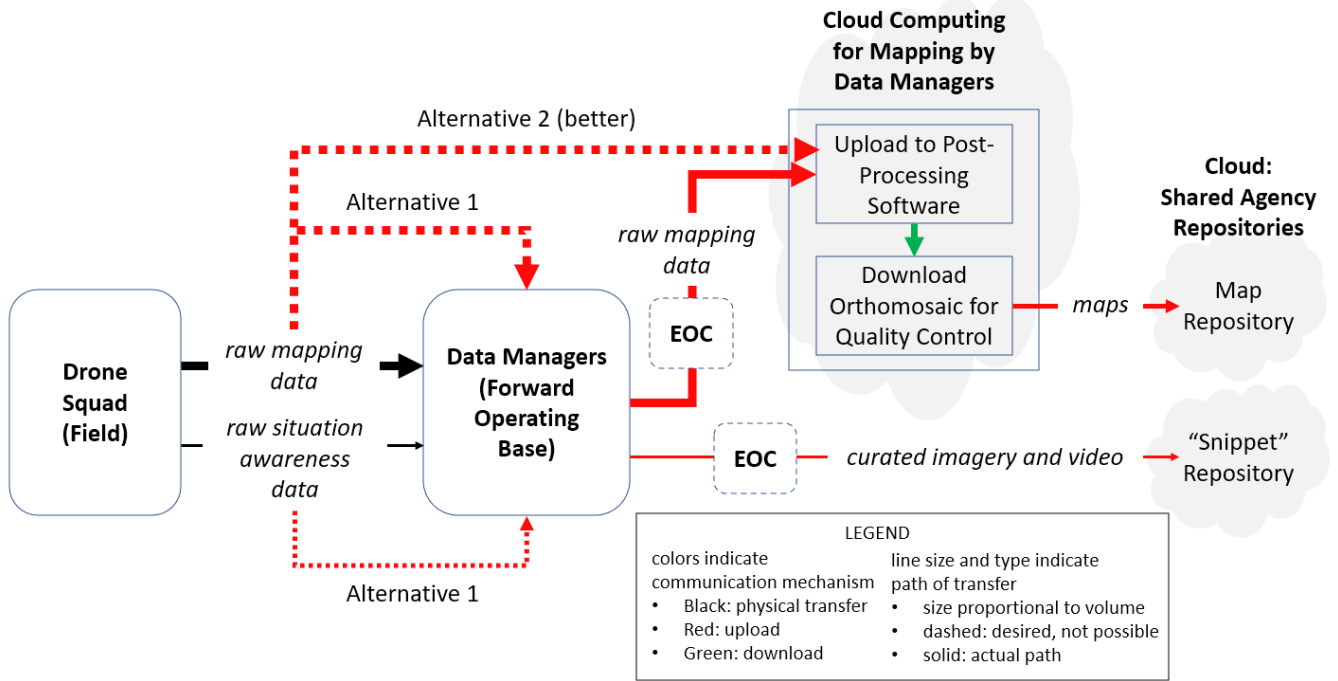 Cloud Computing
for Mapping by
Data Managers
Alternative 2 (better)
Upload to Post-
Processing
Software
Cloud:
Shared Agency
Repositories
Alternative 1
raw mapping
data
Download
Orthomosaic for
Quality Control
maps
Map
Repository
EOC
Drone
Squad
(Field)
raw mapping
data
Data Managers
(Forward
Operating
Base)
raw situation
awareness
data
EOC
curated imagery and video
“Snippet”
Repository
Alternative 1
LEGEND
colors indicate
communication mechanism
• Black: physical transfer
• Red: upload
• Green: download
line size and type indicate
path of transfer
• size proportional to volume
• dashed: desired, not possible
• solid: actual path